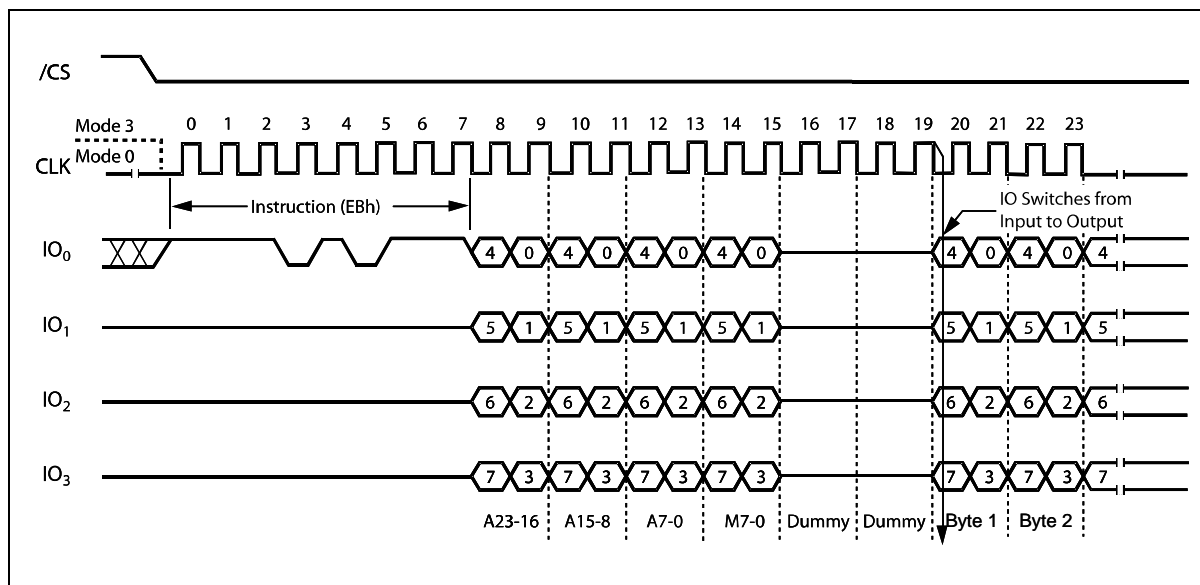 /CS
Mode 3
0 1 2 3 4 5 6 7 8 9 10 11 12 13 14 15 16 17 18 19 20 21 22 23
Mode 0
CLK
Instruction (EBh)
IO Switches from
Input to Output
IO0 4 0 4 0 4 0 4 0 4 0 4 0 4
IO1 5 1 5 1 5 1 5 1 5 1 5 1 5
IO2 6 2 6 2 6 2 6 2 6 2 6 2 6
IO3 7 3 7 3 7 3 7 3 7 3 7 3 7
A23-16 A15-8 A7-0 M7-0 Dummy Dummy Byte 1 Byte 2